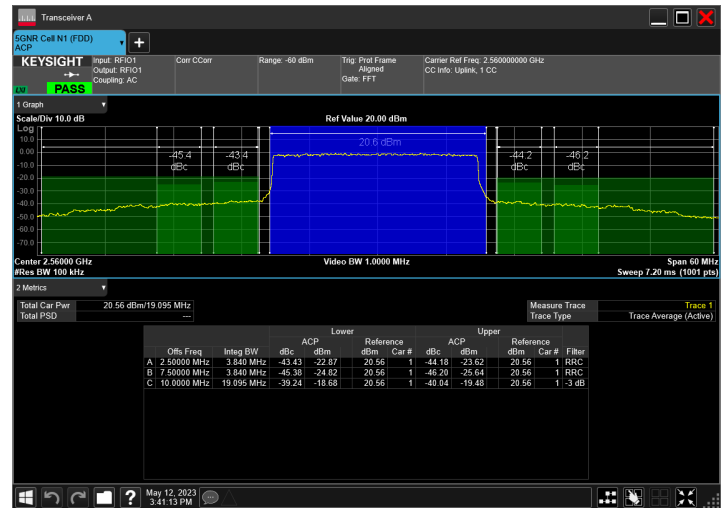 Transceiver A
5GNR Cell N1 (FDD)
ACP
KEYSIGHT
LXI
PASS
Input: RFIO1
Output: RFIO1
Coupling: AC
Corr CCorr
Range: -60 dBm
Trig: Prot Frame
Aligned
Gate: FFT
Carrier Ref Freq: 2.560000000 GHz
CC Info: Uplink, 1 CC
1 Graph
Scale/Div 10.0 dB
Ref Value 20.00 dBm
Log
10.0
0.00
-10.0
-20.0
-30.0
-40.0
-50.0
-60.0
-70.0
-45.4
dBc
-43.4
dBc
20.6 dBm
-44.2
dBc
-46.2
dBc
Center 2.56000 GHz
Video BW 1.0000 MHz
Span 60 MHz
#Res BW 100 kHz
Sweep 7.20 ms (1001 pts)
2 Metrics
Total Car Pwr 20.56 dBm/19.095 MHz
Total PSD ---
Measure Trace Trace 1
Trace Type Trace Average (Active)
Lower Upper
ACP Reference ACP Reference
Offs Freq Integ BW dBc dBm dBm Car # dBc dBm dBm Car # Filter
A 2.50000 MHz 3.840 MHz -43.43 -22.87 20.56 1 -44.18 -23.62 20.56 1 RRC
B 7.50000 MHz 3.840 MHz -45.38 -24.82 20.56 1 -46.20 -25.64 20.56 1 RRC
C 10.0000 MHz 19.095 MHz -39.24 -18.68 20.56 1 -40.04 -19.48 20.56 1 -3 dB
May 12, 2023
3:41:13 PM